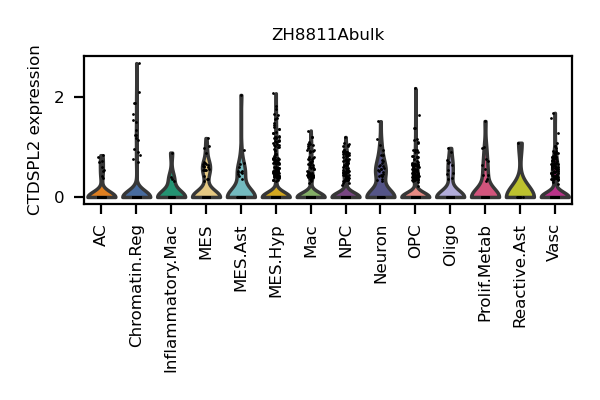 ZH8811Abulk
CTDSPL2 expression
2
0
AC
Chromatin.Reg
Inflammatory.Mac
MES
MES.Ast
MES.Hyp
Mac
NPC
Neuron
OPC
Oligo
Prolif.Metab
Reactive.Ast
Vasc